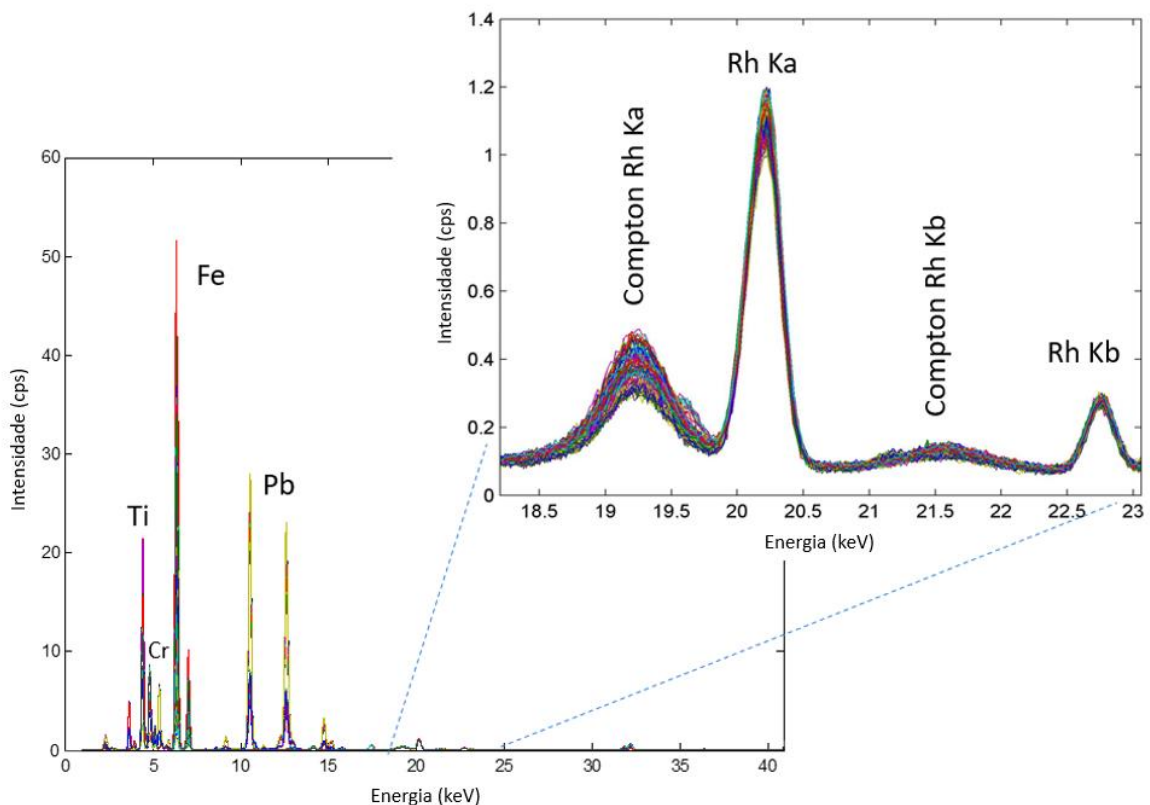 1.4
1.2
1
0.8
0.6
0.4
0.2
0
Intensidade (cps)
Compton Rh Ka
Rh Ka
Compton Rh Kb
Rh Kb
18.5 19 19.5 20 20.5 21 21.5 22 22.5 23
Energia (keV)
60
50
40
30
20
10
0
Intensidade (cps)
Ti
Cr
Fe
Pb
0 5 10 15 20 25 30 35 40
Energia (keV)